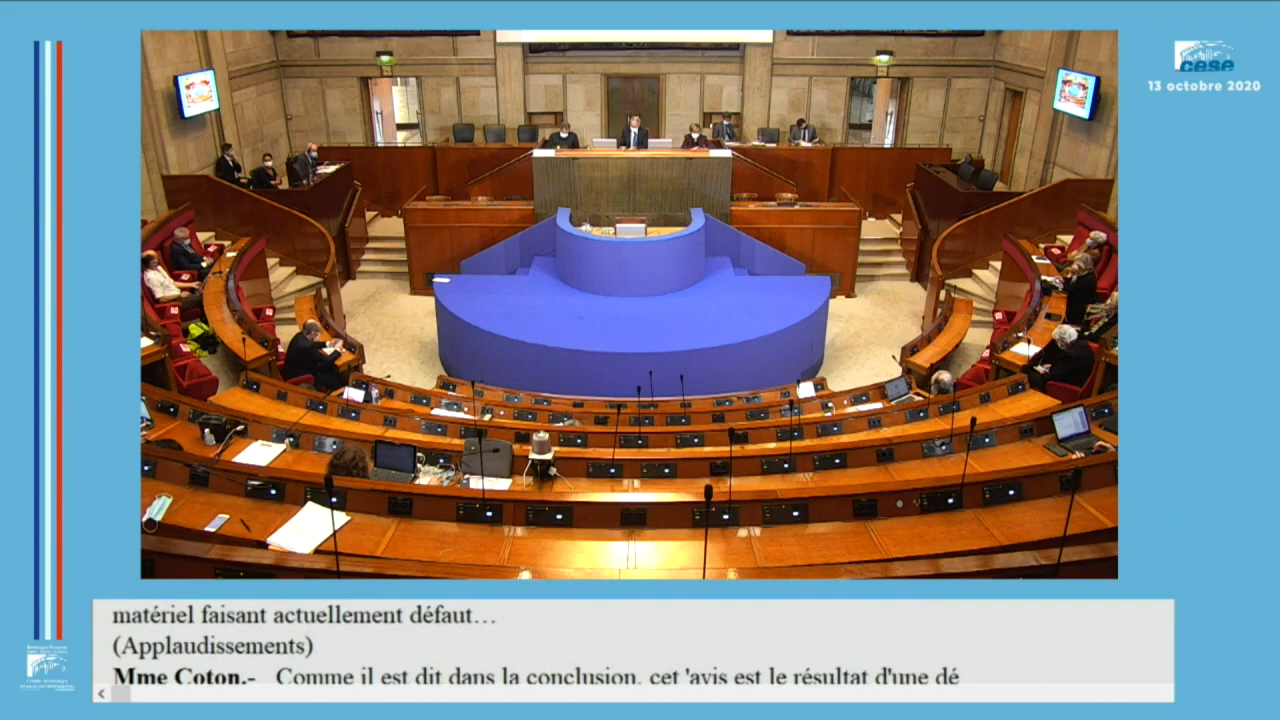 cese
13 octobre 2020
matériel faisant actuellement défaut…
(Applaudissements)
Mme Coton.- Comme il est dit dans la conclusion, cet 'avis est le résultat d'une dé